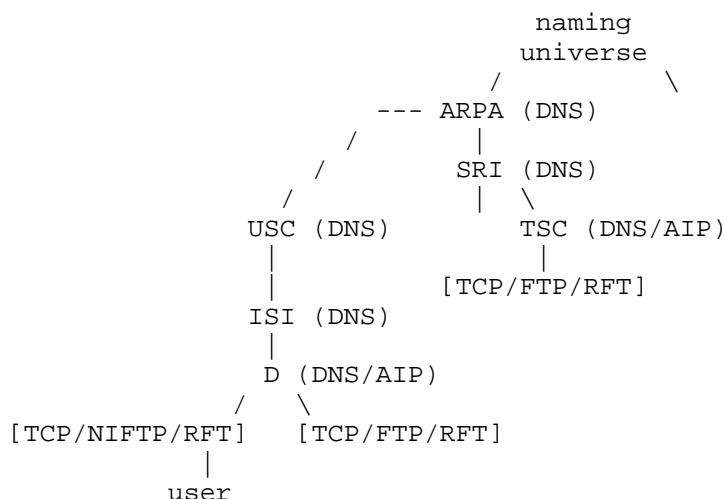 naming
universe
/ \
--- ARPA (DNS)
/ |
/ SRI (DNS)
/ | \
USC (DNS) TSC (DNS/AIP)
| |
| [TCP/FTP/RFT]
ISI (DNS)
|
D (DNS/AIP)
/ \
[TCP/NIFTP/RFT] [TCP/FTP/RFT]
|
user